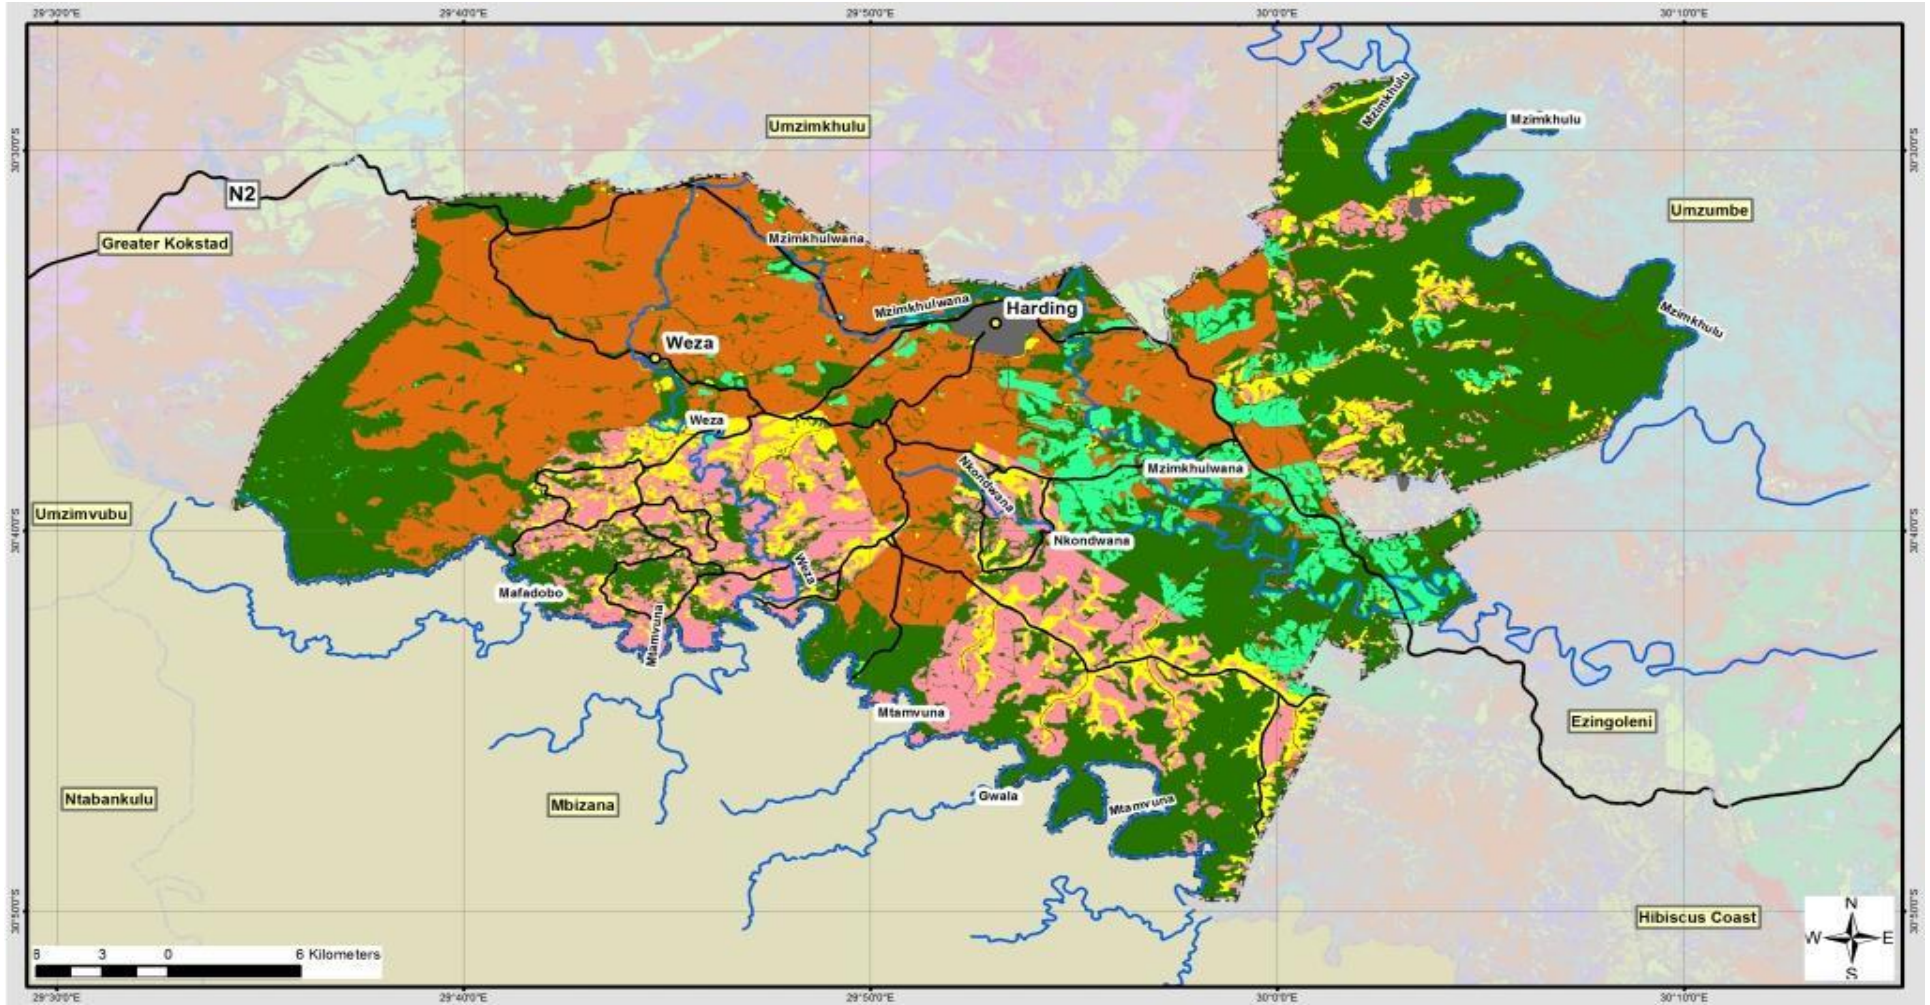 29°30'0"E
29°40'0"E
29°50'0"E
30°0'0"E
30°10'0"E
30°30'0"S
30°30'0"S
Umzimkhulu
Mzimkhulu
Mzimkhulu
N2
Umzumbe
Greater Kokstad
Mzimkhulwana
Mzimkhulwana
Harding
Mzimkhulu
Weza
Weza
Mzimkhulwana
Nkondwana
Umzimvubu
30°40'0"S
30°40'0"S
Nkondwana
Weza
Mafadobo
Mtamvuna
Mtamvuna
Ezingoleni
Ntabankulu
Mbizana
Gwala
Mtamvuna
30°50'0"S
30°50'0"S
Hibiscus Coast
N
W E
S
6 3 0 6 Kilometers
29°30'0"E
29°40'0"E
29°50'0"E
30°0'0"E
30°10'0"E